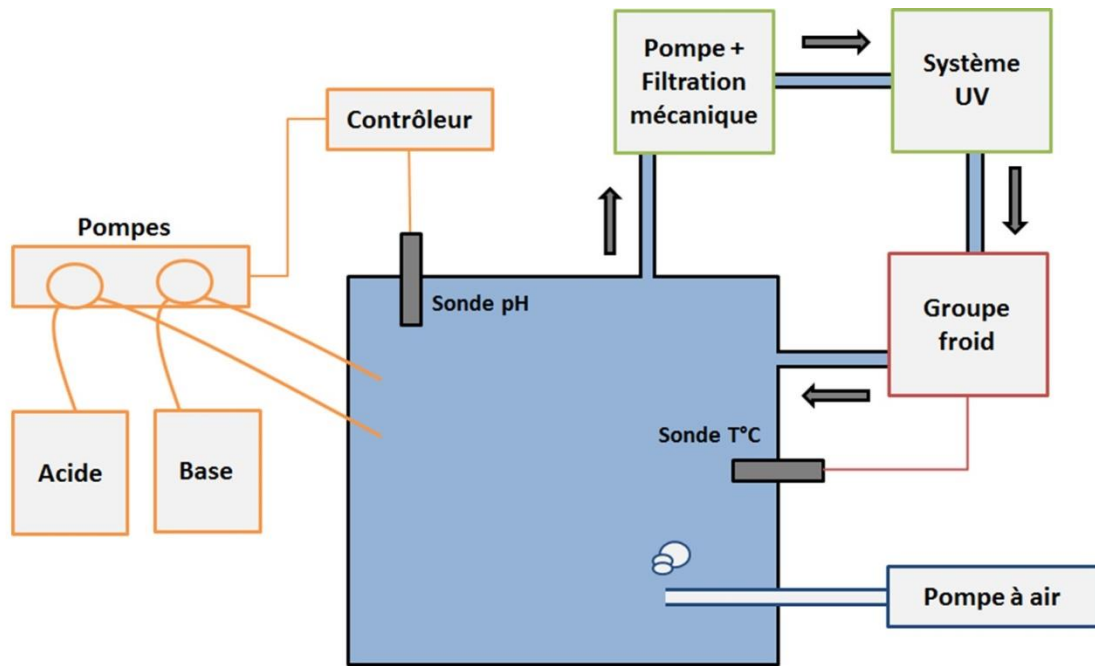 Pompe +
Filtration
mécanique
Système
UV
Contrôleur
Pompes
Sonde pH
Groupe
froid
Sonde T°C
Acide
Base
Pompe à air